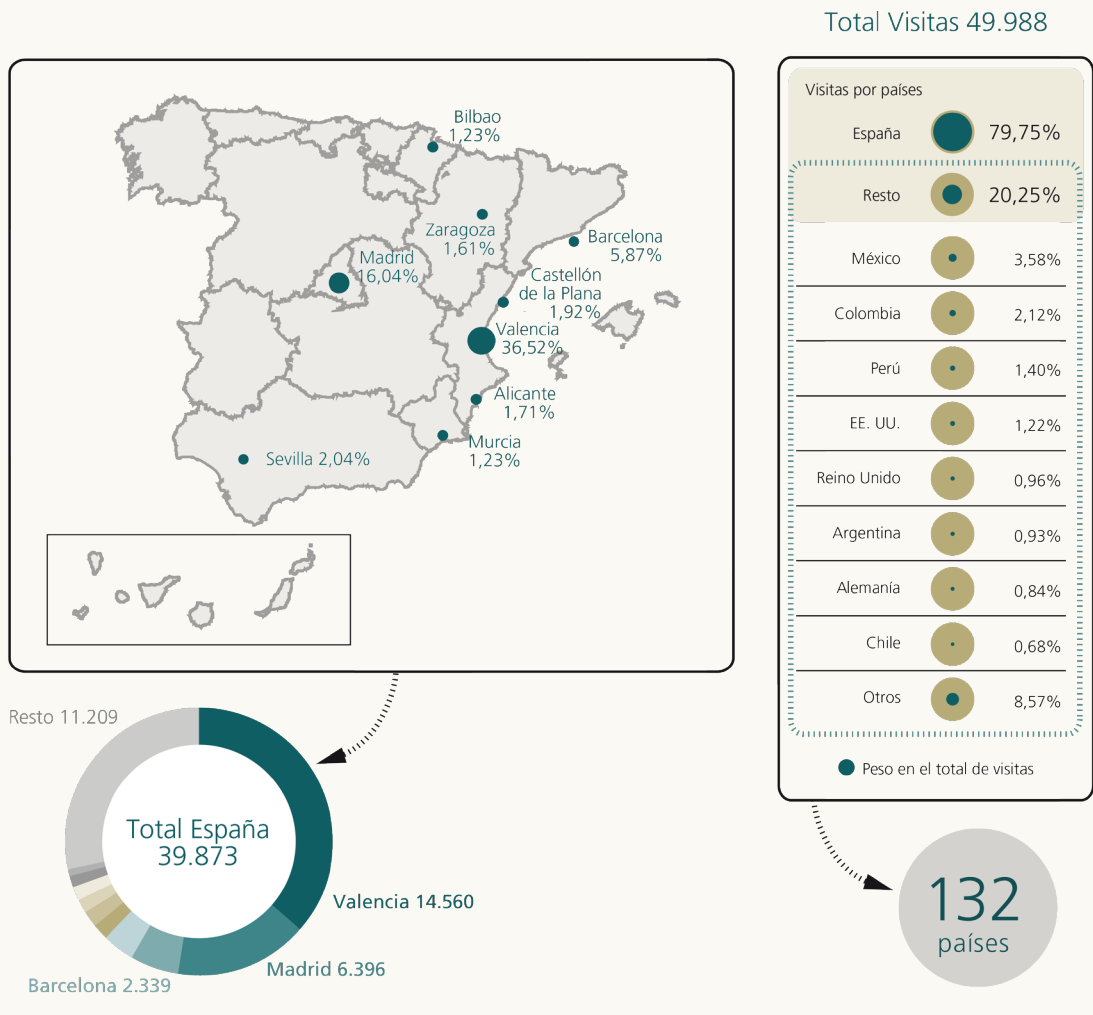 Total Visitas 49.988
Bilbao
1,23%
Zaragoza
1,61%
Barcelona
5,87%
Madrid
16,04%
Castellón
de la Plana
1,92%
Valencia
36,52%
Alicante
1,71%
Murcia
1,23%
Sevilla 2,04%
Visitas por países
España 79,75%
Resto 20,25%
México 3,58%
Colombia 2,12%
Perú 1,40%
EE. UU. 1,22%
Reino Unido 0,96%
Argentina 0,93%
Alemanía 0,84%
Chile 0,68%
Otros 8,57%
Peso en el total de visitas
Resto 11.209
Total España
39.873
Valencia 14.560
Madrid 6.396
Barcelona 2.339
132
países